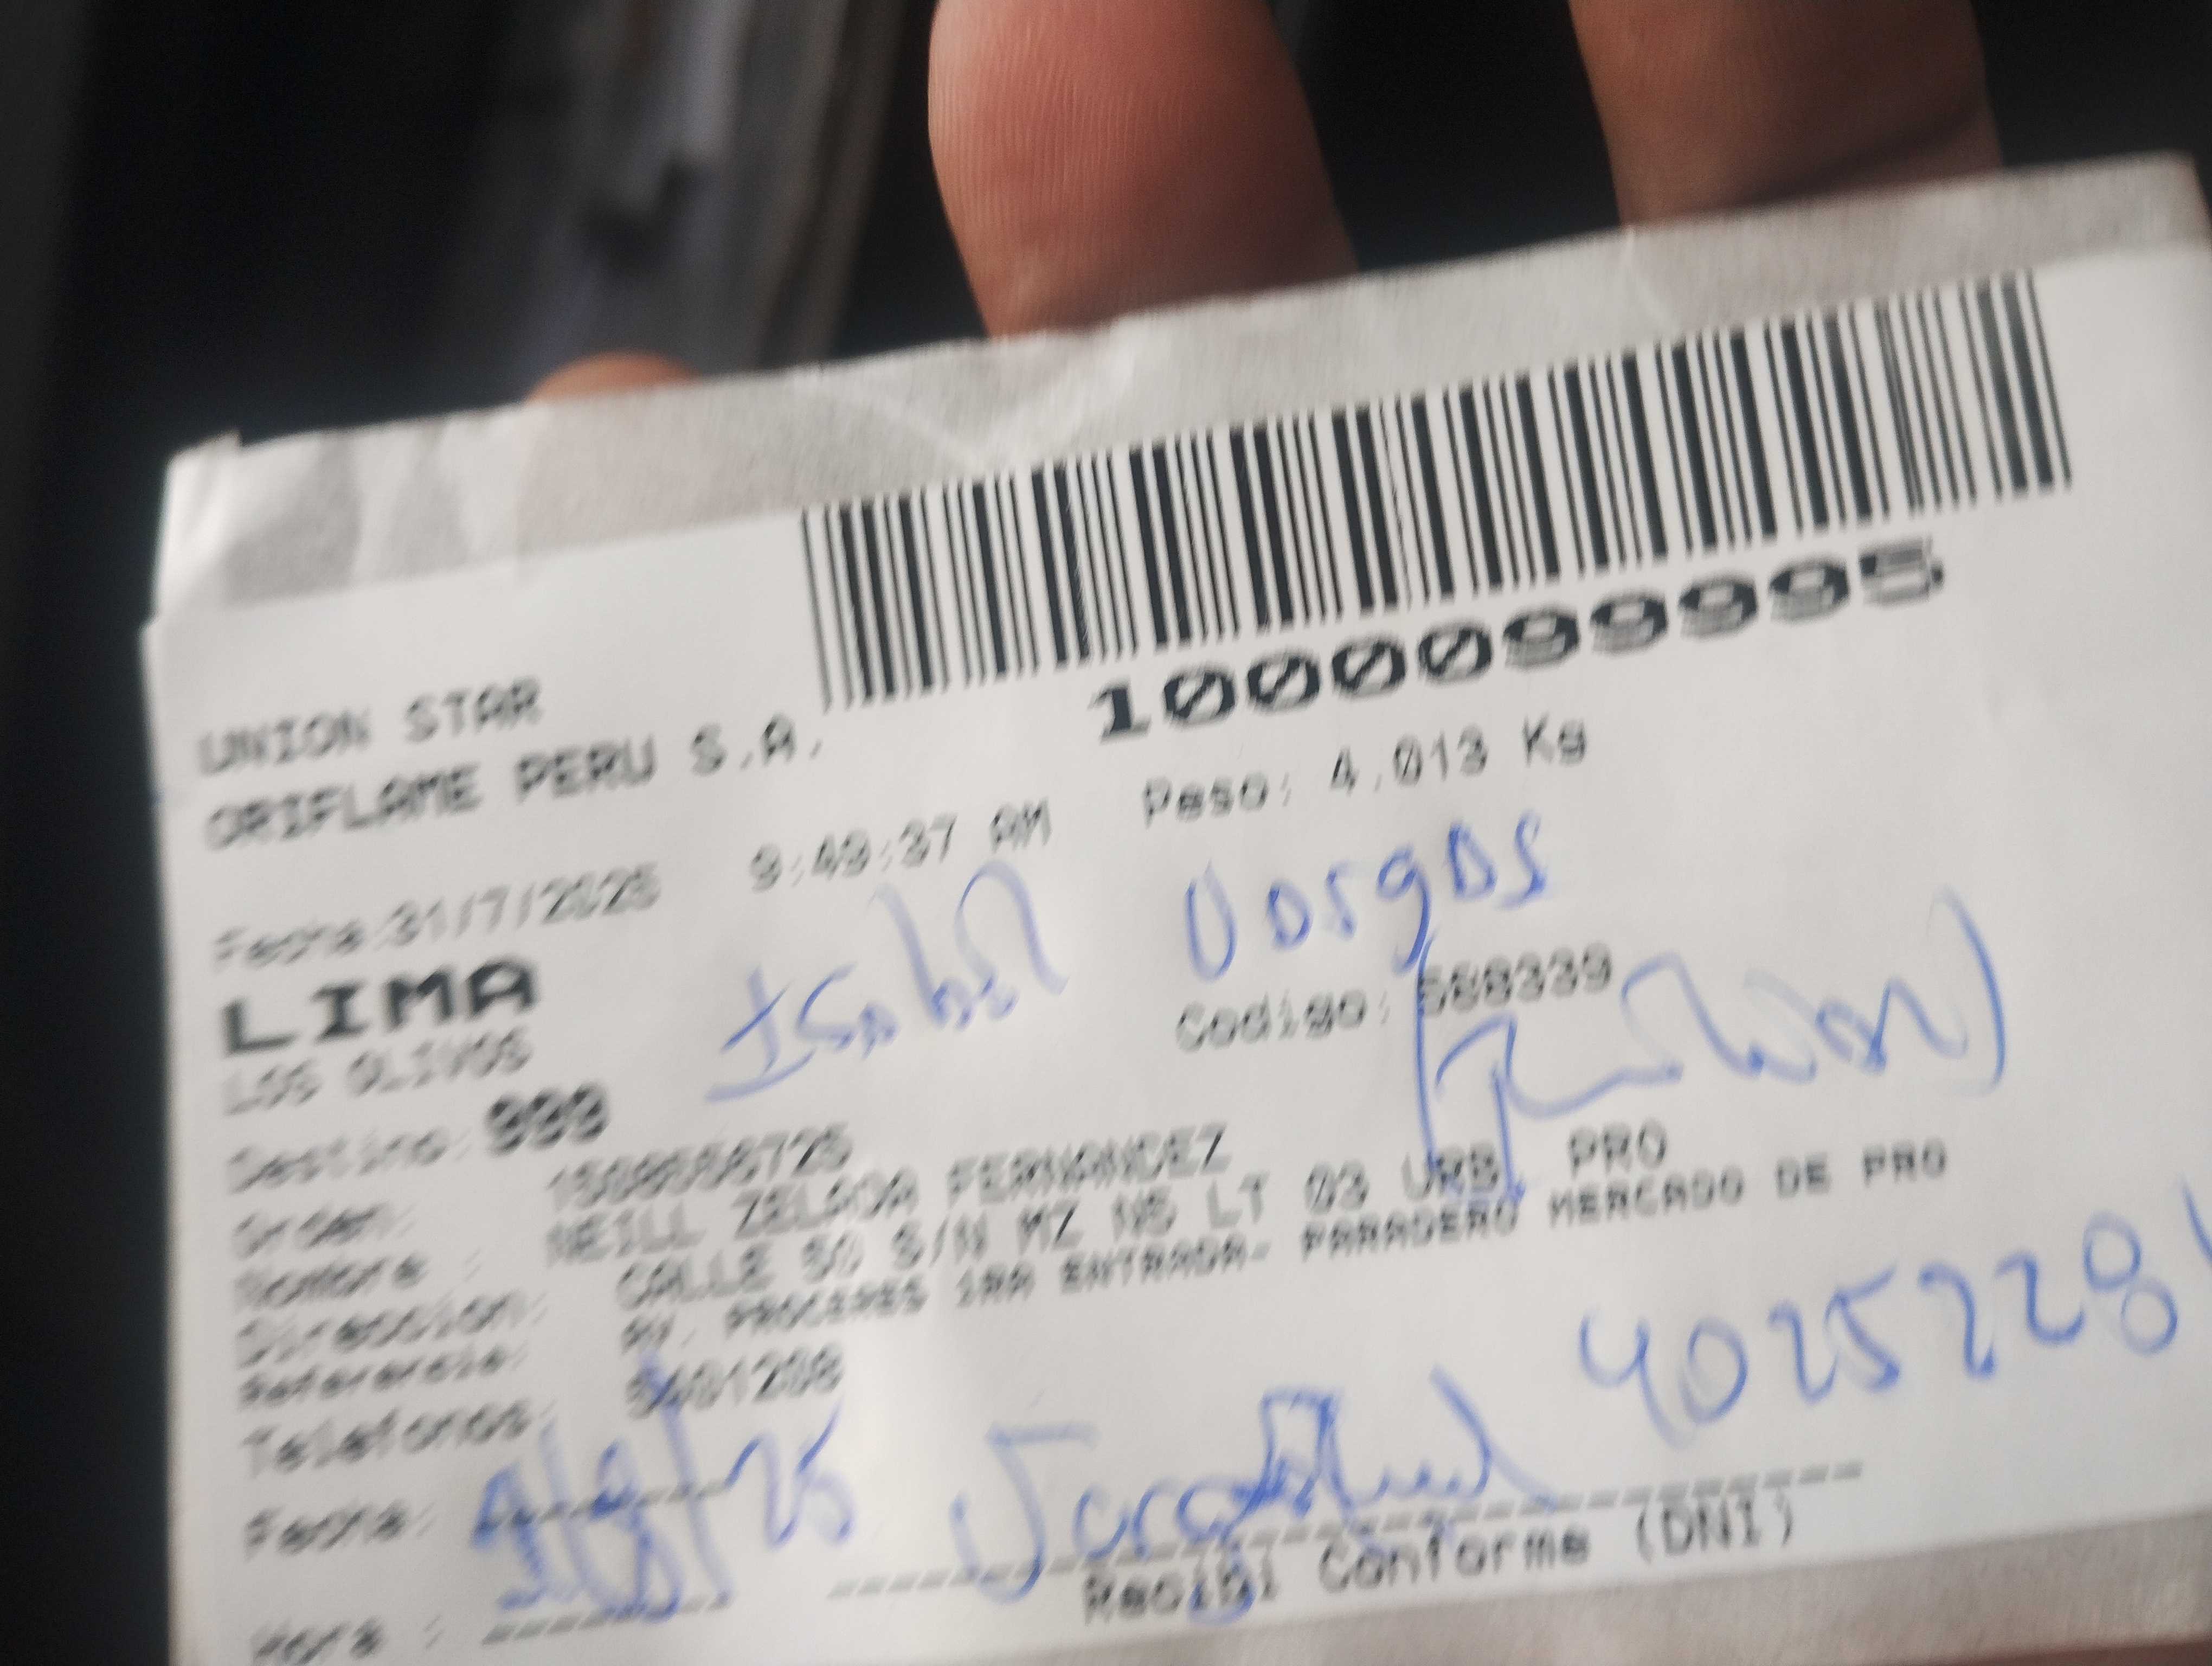 1000099995
UNION STAR
ORIFLAME PERU S.A.
Peso: 4.013 Kg
Fecha:31/7/2025 9:49:37 AM
Isabel Vargas
LIMA
Codigo: 588339
LOS OLIVOS
Destino: 999
Orden:
Nombre : NEILL ZELADA FERNANDEZ
Direccion: CALLE 50 S/N MZ N5 LT 03 URB. PRO
Referencia: AV. PROCERES 1RA ENTRADA- PARADERO MERCADO DE PRO
Telefonos:
4025228
Fecha:
Recibi Conforme (DNI)
Hora :